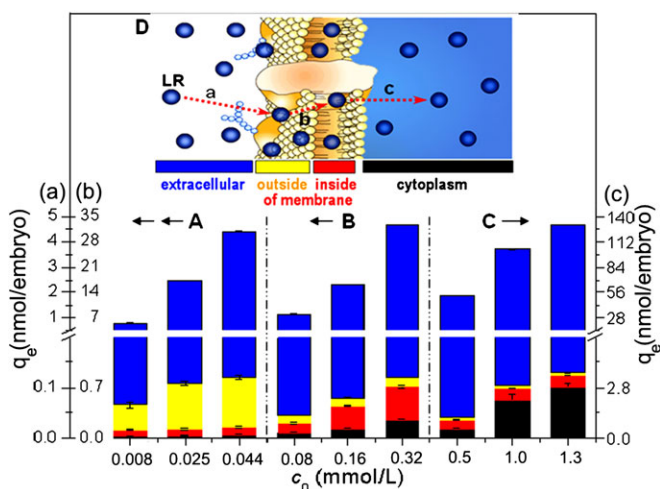 D
LR
a
b
c
extracellular outside inside cytoplasm
of membrane
(a) (b) (c)
A B C
5 35 140
4 28 112
3 21 84
2 14 56
1 7 28
0.1 0.7 2.8
0.0 0.0 0.0
qe(nmol/embryo)
qe(nmol/embryo)
0.008 0.025 0.044 0.08 0.16 0.32 0.5 1.0 1.3
co (mmol/L)